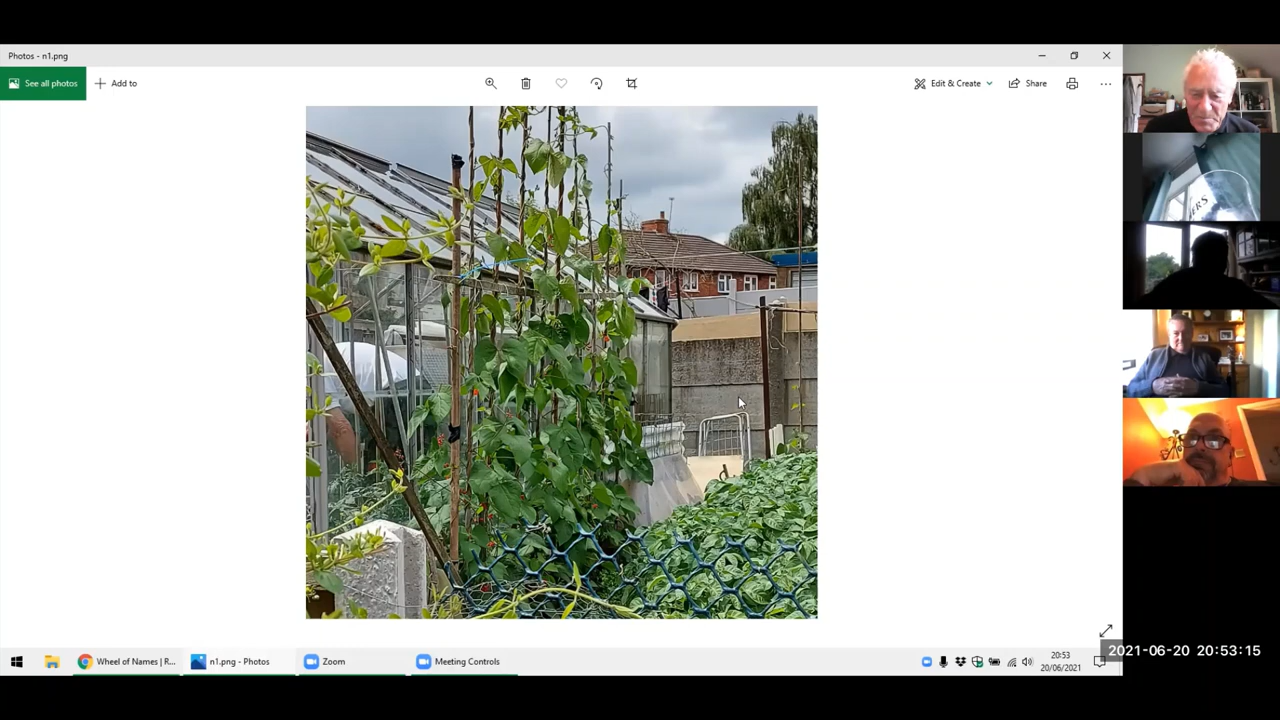 Photos - n1.png
See all photos
Add to
Edit & Create
Share
Wheel of Names | R...
n1.png - Photos
Zoom
Meeting Controls
20:53
20/06/2021
2021-06-20 20:53:15